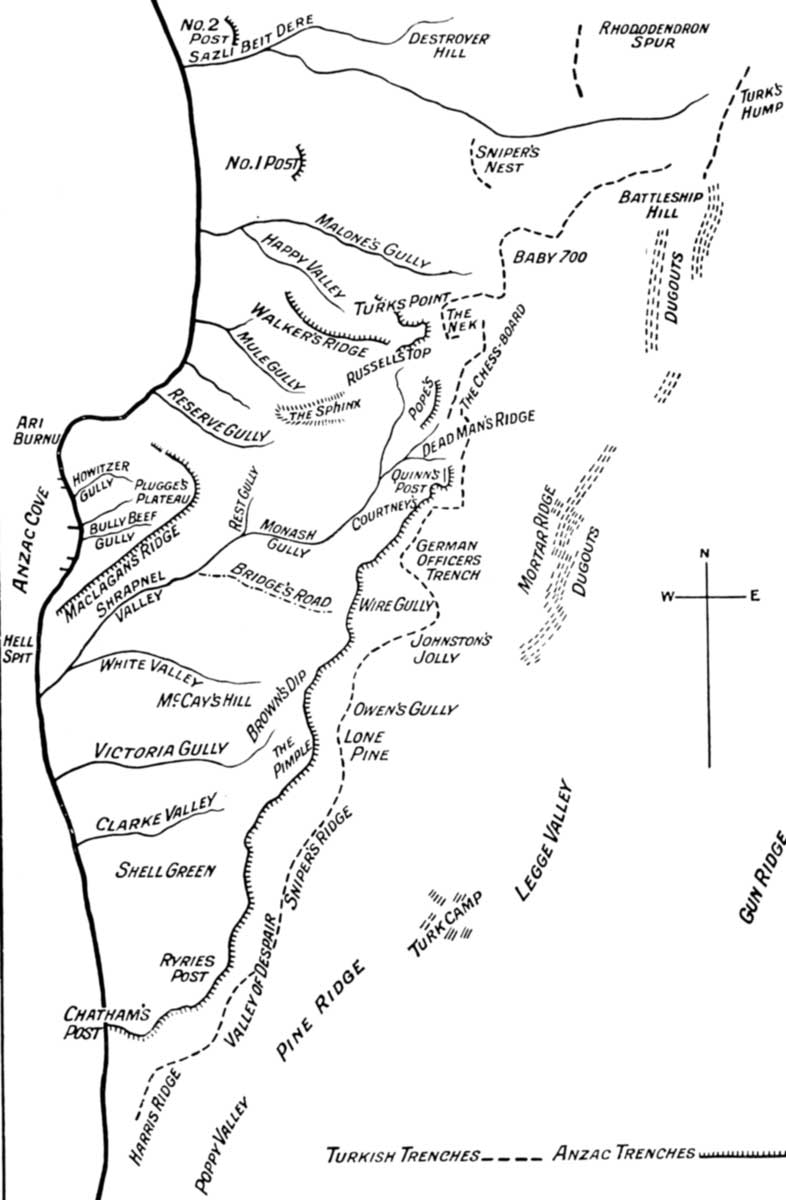 No.2
POST
SAZLI BEIT DERE
DESTROYER
HILL
RHODODENDRON
SPUR
TURK'S
HUMP
No.1 POST
SNIPER'S
NEST
BATTLESHIP
HILL
MALONE'S GULLY
HAPPY VALLEY
BABY 700
DUGOUTS
TURKS POINT
THE
NEK
WALKER'S RIDGE
MULE GULLY
RUSSELLS TOP
THE CHESS-BOARD
RESERVE GULLY
THE SPHINX
POPE'S
DEAD MAN'S RIDGE
ARI
BURNU
HOWITZER
GULLY
PLUGGE'S
PLATEAU
QUINN'S
POST
COURTNEY'S
REST GULLY
BULLY BEEF
GULLY
MONASH
GULLY
ANZAC COVE
MACLAGAN'S RIDGE
SHRAPNEL
VALLEY
BRIDGE'S ROAD
GERMAN
OFFICERS
TRENCH
MORTAR RIDGE
DUGOUTS
N
W
E
WIRE GULLY
HELL
SPIT
JOHNSTON'S
JOLLY
WHITE VALLEY
McCAY'S HILL
BROWN'S DIP
OWEN'S GULLY
VICTORIA GULLY
THE
PIMPLE
LONE
PINE
CLARKE VALLEY
SHELL GREEN
SNIPER'S RIDGE
LEGGE VALLEY
GUN RIDGE
TURK CAMP
RYRIES
POST
VALLEY OF DESPAIR
PINE RIDGE
CHATHAM'S
POST
HARRIS RIDGE
POPPY VALLEY
TURKISH TRENCHES
ANZAC TRENCHES